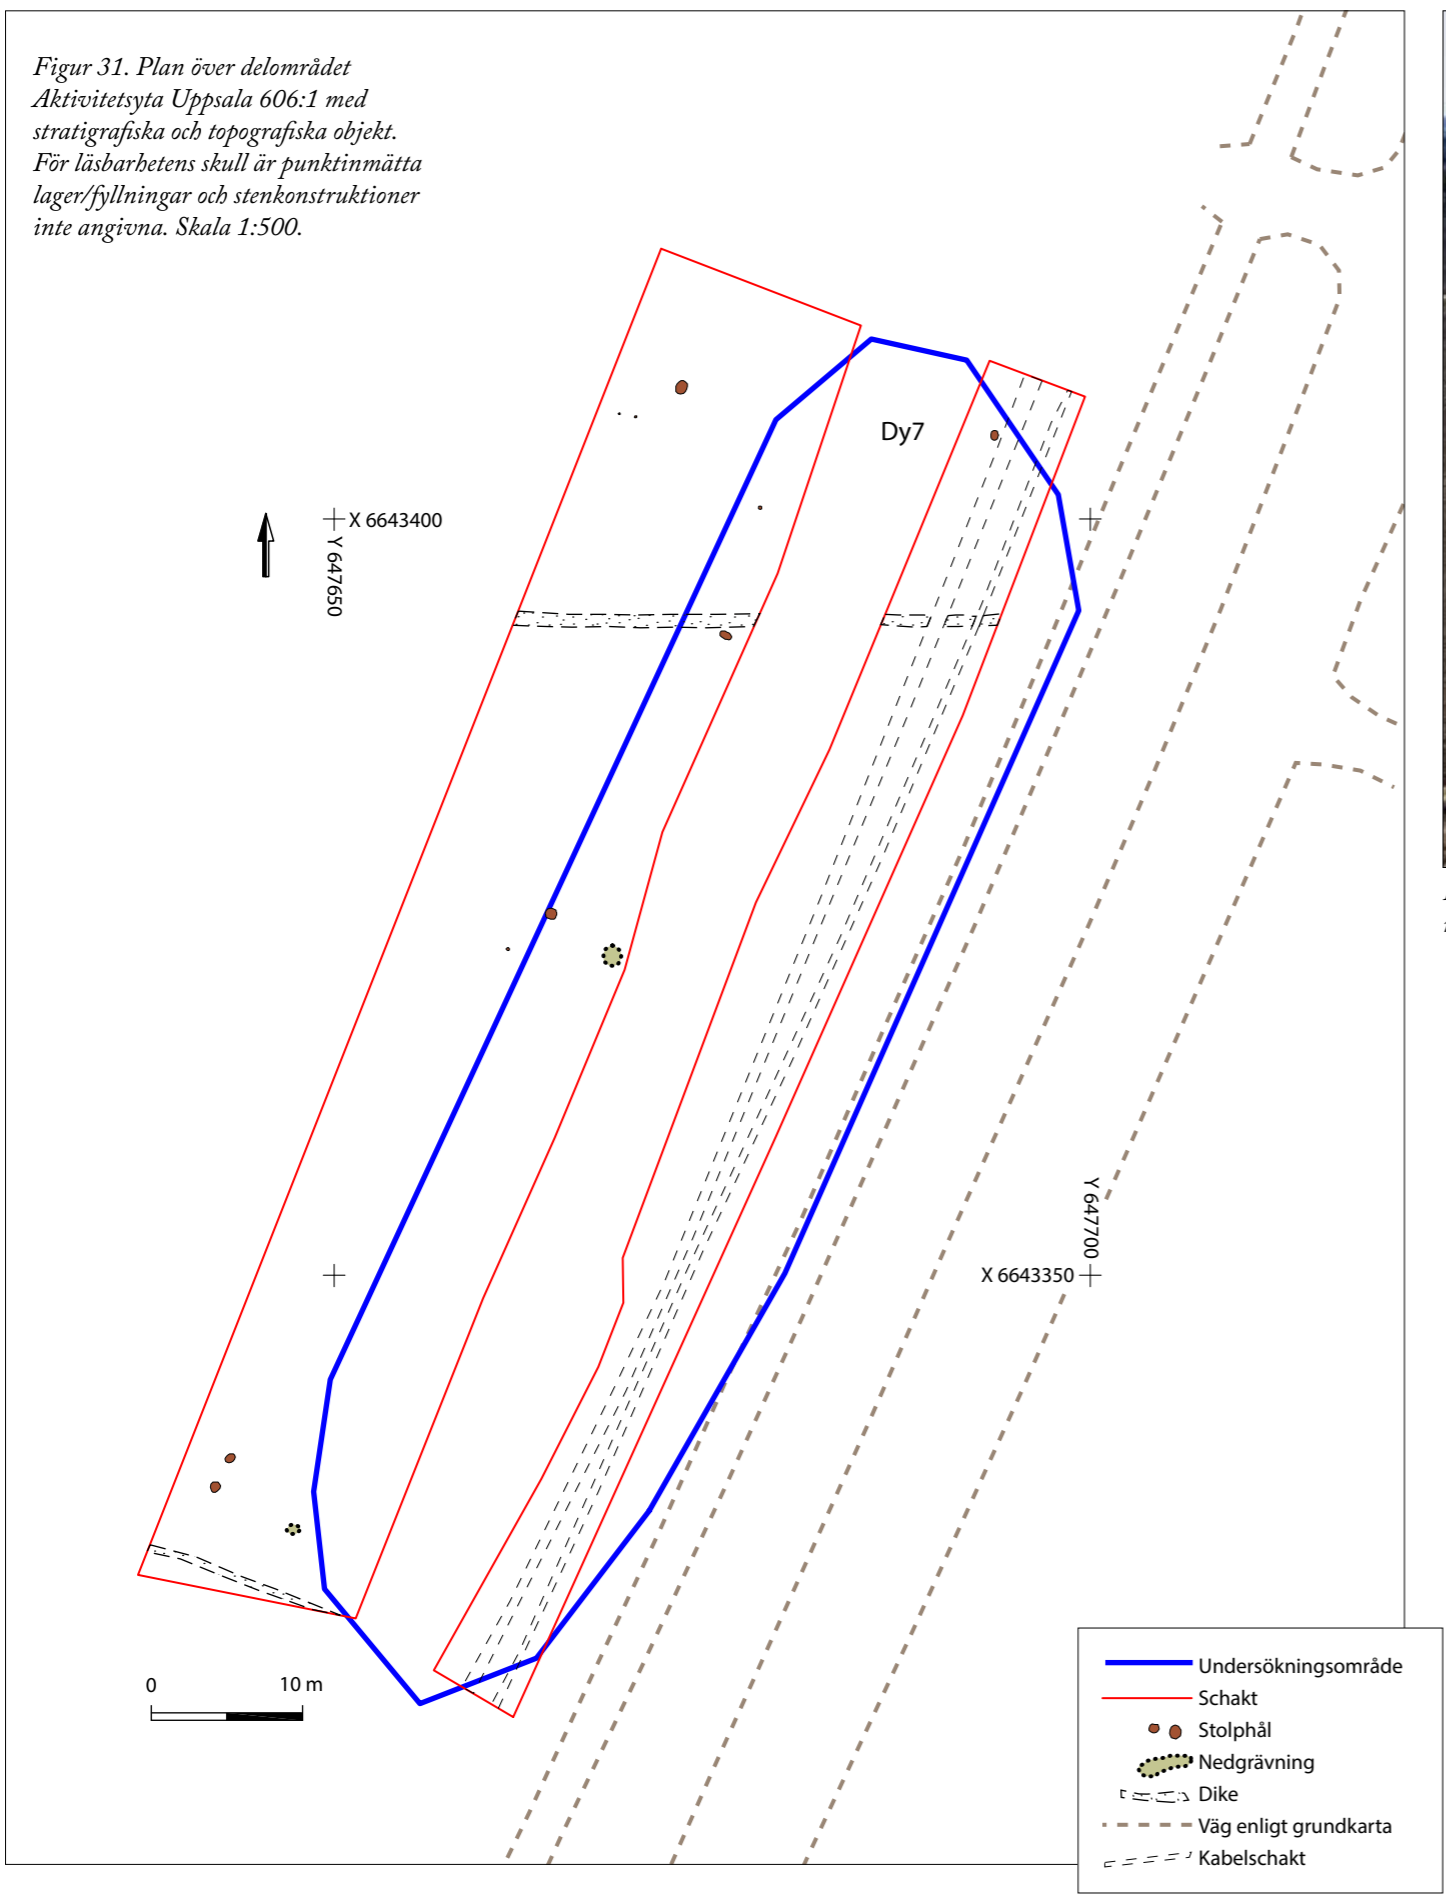 Figur 31. Plan över delområdet
Aktivitetsyta Uppsala 606:1 med
stratigrafiska och topografiska objekt.
För läsbarhetens skull är punktinmätta
lager/fyllningar och stenkonstruktioner
inte angivna. Skala 1:500.
Dy7
X 6643400
Y 647650
Y 647700
X 6643350
0 10 m
Undersökningsområde
Schakt
Stolphål
Nedgrävning
Dike
Väg enligt grundkarta
Kabelschakt